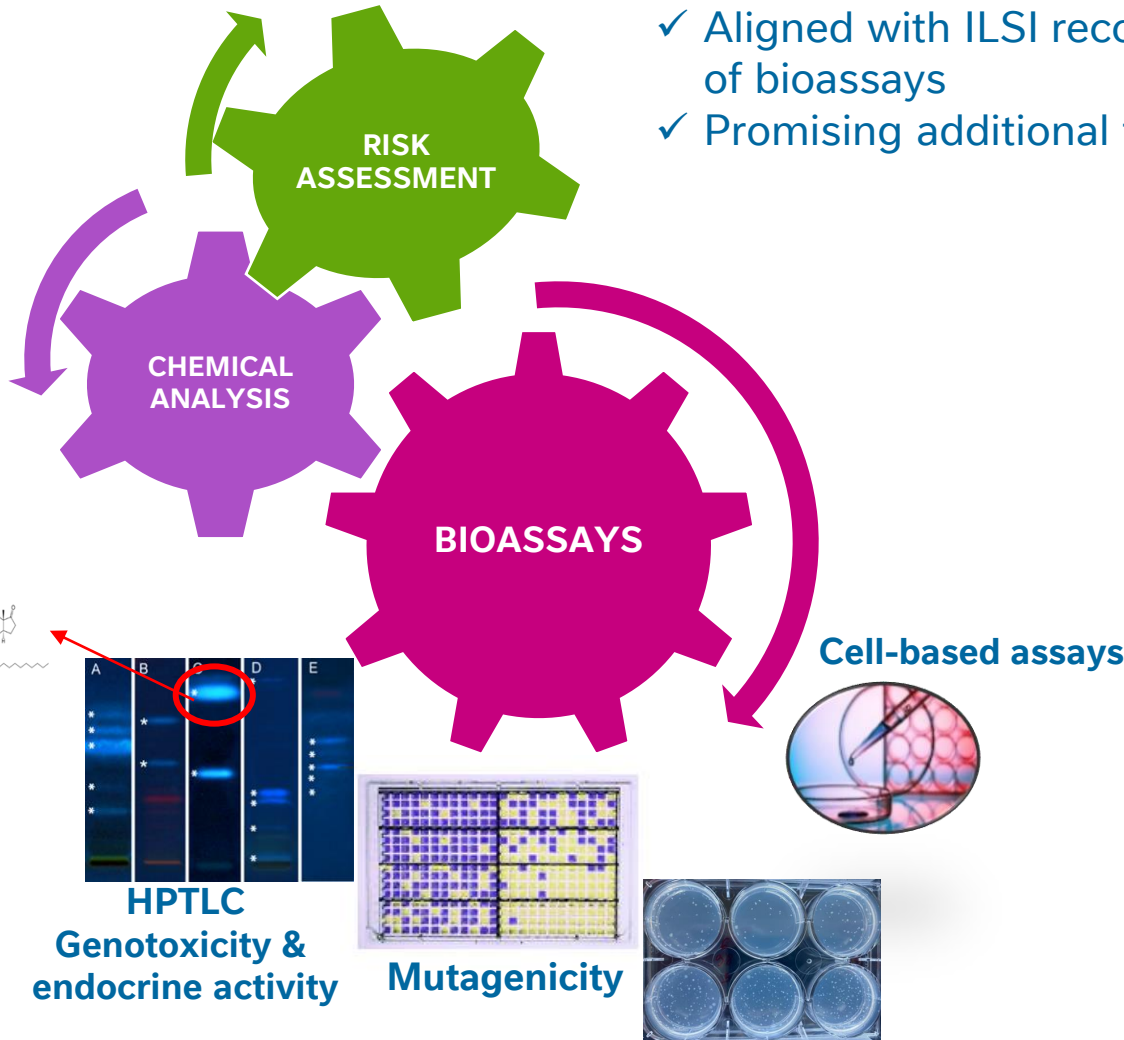 ✓ Aligned with ILSI
of bioassays
✓ Promising additional
RISK
ASSESSMENT
CHEMICAL
ANALYSIS
BIOASSAYS
Cell-based assays
A B C D E
HPTLC
Genotoxicity &
endocrine activity
Mutagenicity